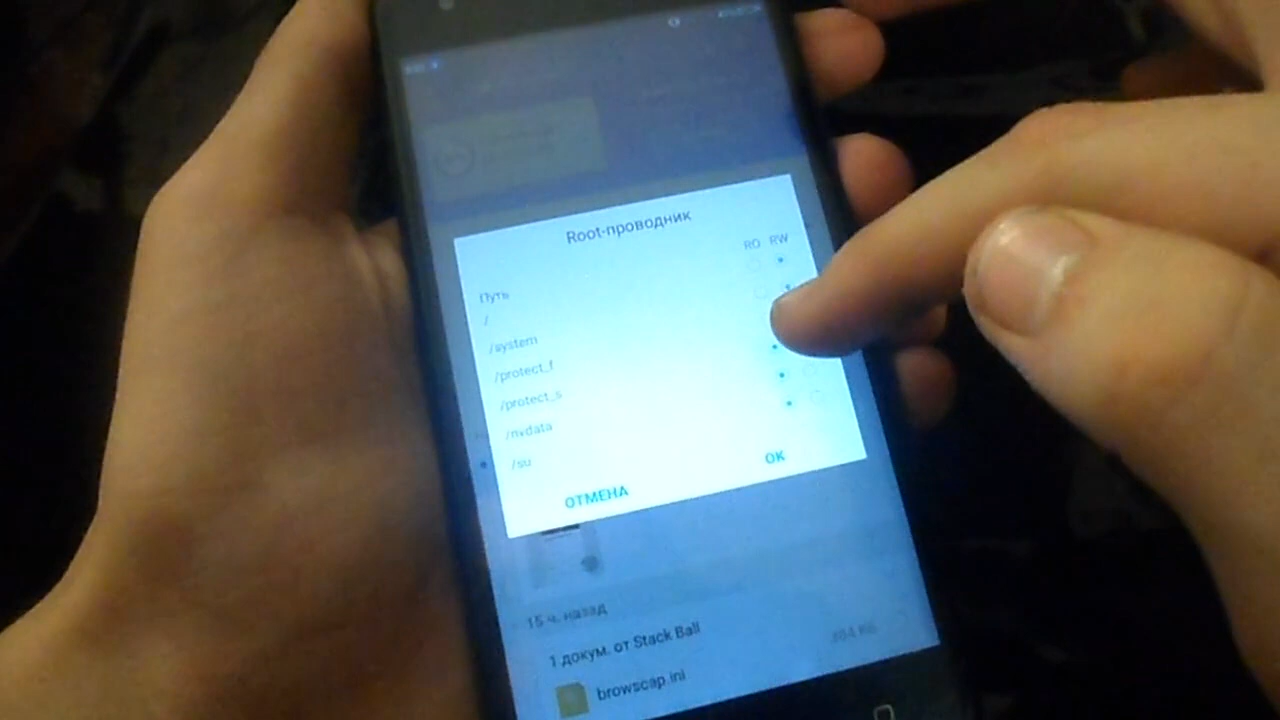 Root-проводник
RO RW
Путь
/
/system
/protect_f
/protect_s
/nvdata
/su
ОТМЕНА
OK
15 ч. назад
1 докум. от Stack Ball
browscap.ini